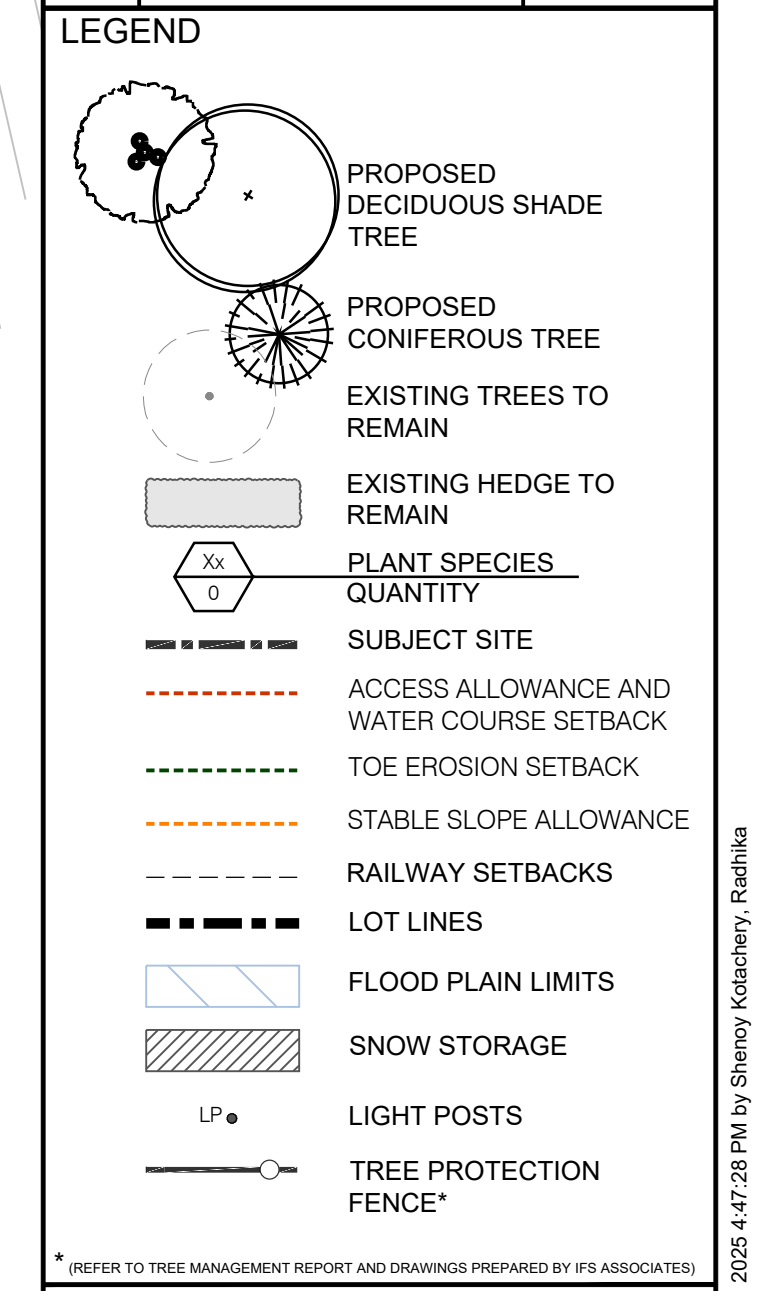 LEGEND
PROPOSED
DECIDUOUS SHADE
TREE
PROPOSED
CONIFEROUS TREE
EXISTING TREES TO
REMAIN
EXISTING HEDGE TO
REMAIN
Xx
0
PLANT SPECIES
QUANTITY
SUBJECT SITE
ACCESS ALLOWANCE AND
WATER COURSE SETBACK
TOE EROSION SETBACK
STABLE SLOPE ALLOWANCE
RAILWAY SETBACKS
LOT LINES
FLOOD PLAIN LIMITS
SNOW STORAGE
LP
LIGHT POSTS
TREE PROTECTION
FENCE*
* (REFER TO TREE MANAGEMENT REPORT AND DRAWINGS PREPARED BY IFS ASSOCIATES)
2025 4:47:28 PM by Shenoy Kotachery, Radhika